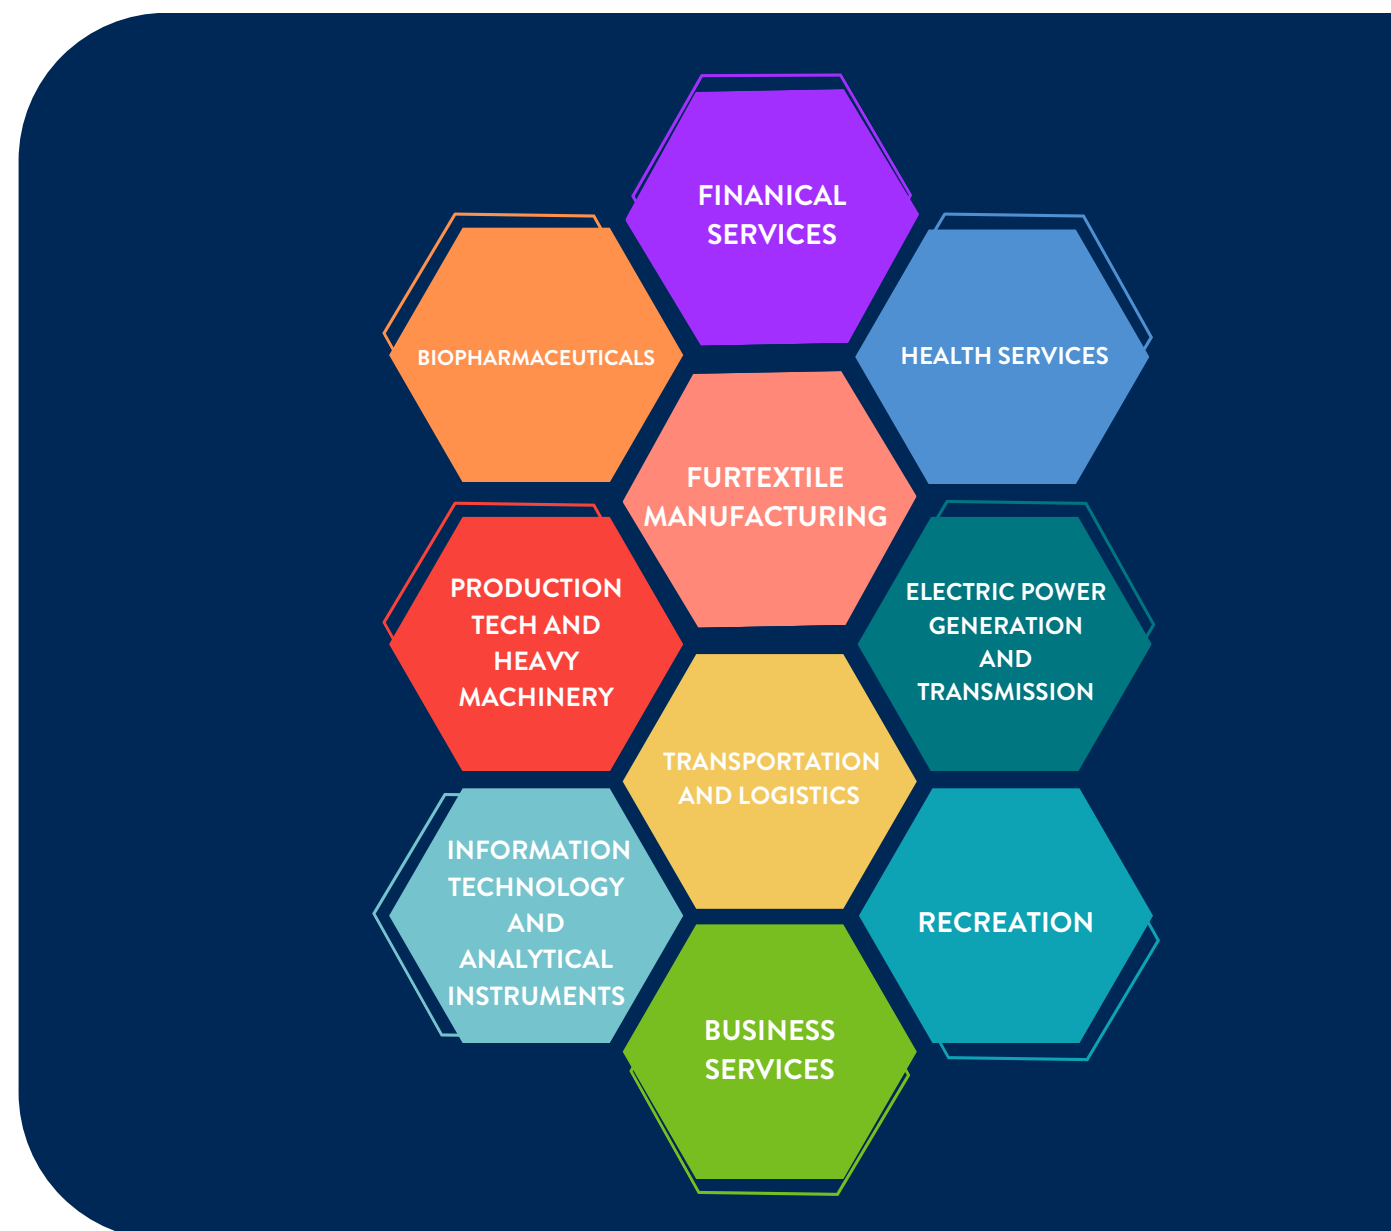 FINANICAL
SERVICES
BIOPHARMACEUTICALS
HEALTH SERVICES
FURTEXTILE
MANUFACTURING
PRODUCTION
TECH AND
HEAVY
MACHINERY
ELECTRIC POWER
GENERATION
AND
TRANSMISSION
TRANSPORTATION
AND LOGISTICS
INFORMATION
TECHNOLOGY
AND
ANALYTICAL
INSTRUMENTS
RECREATION
BUSINESS
SERVICES